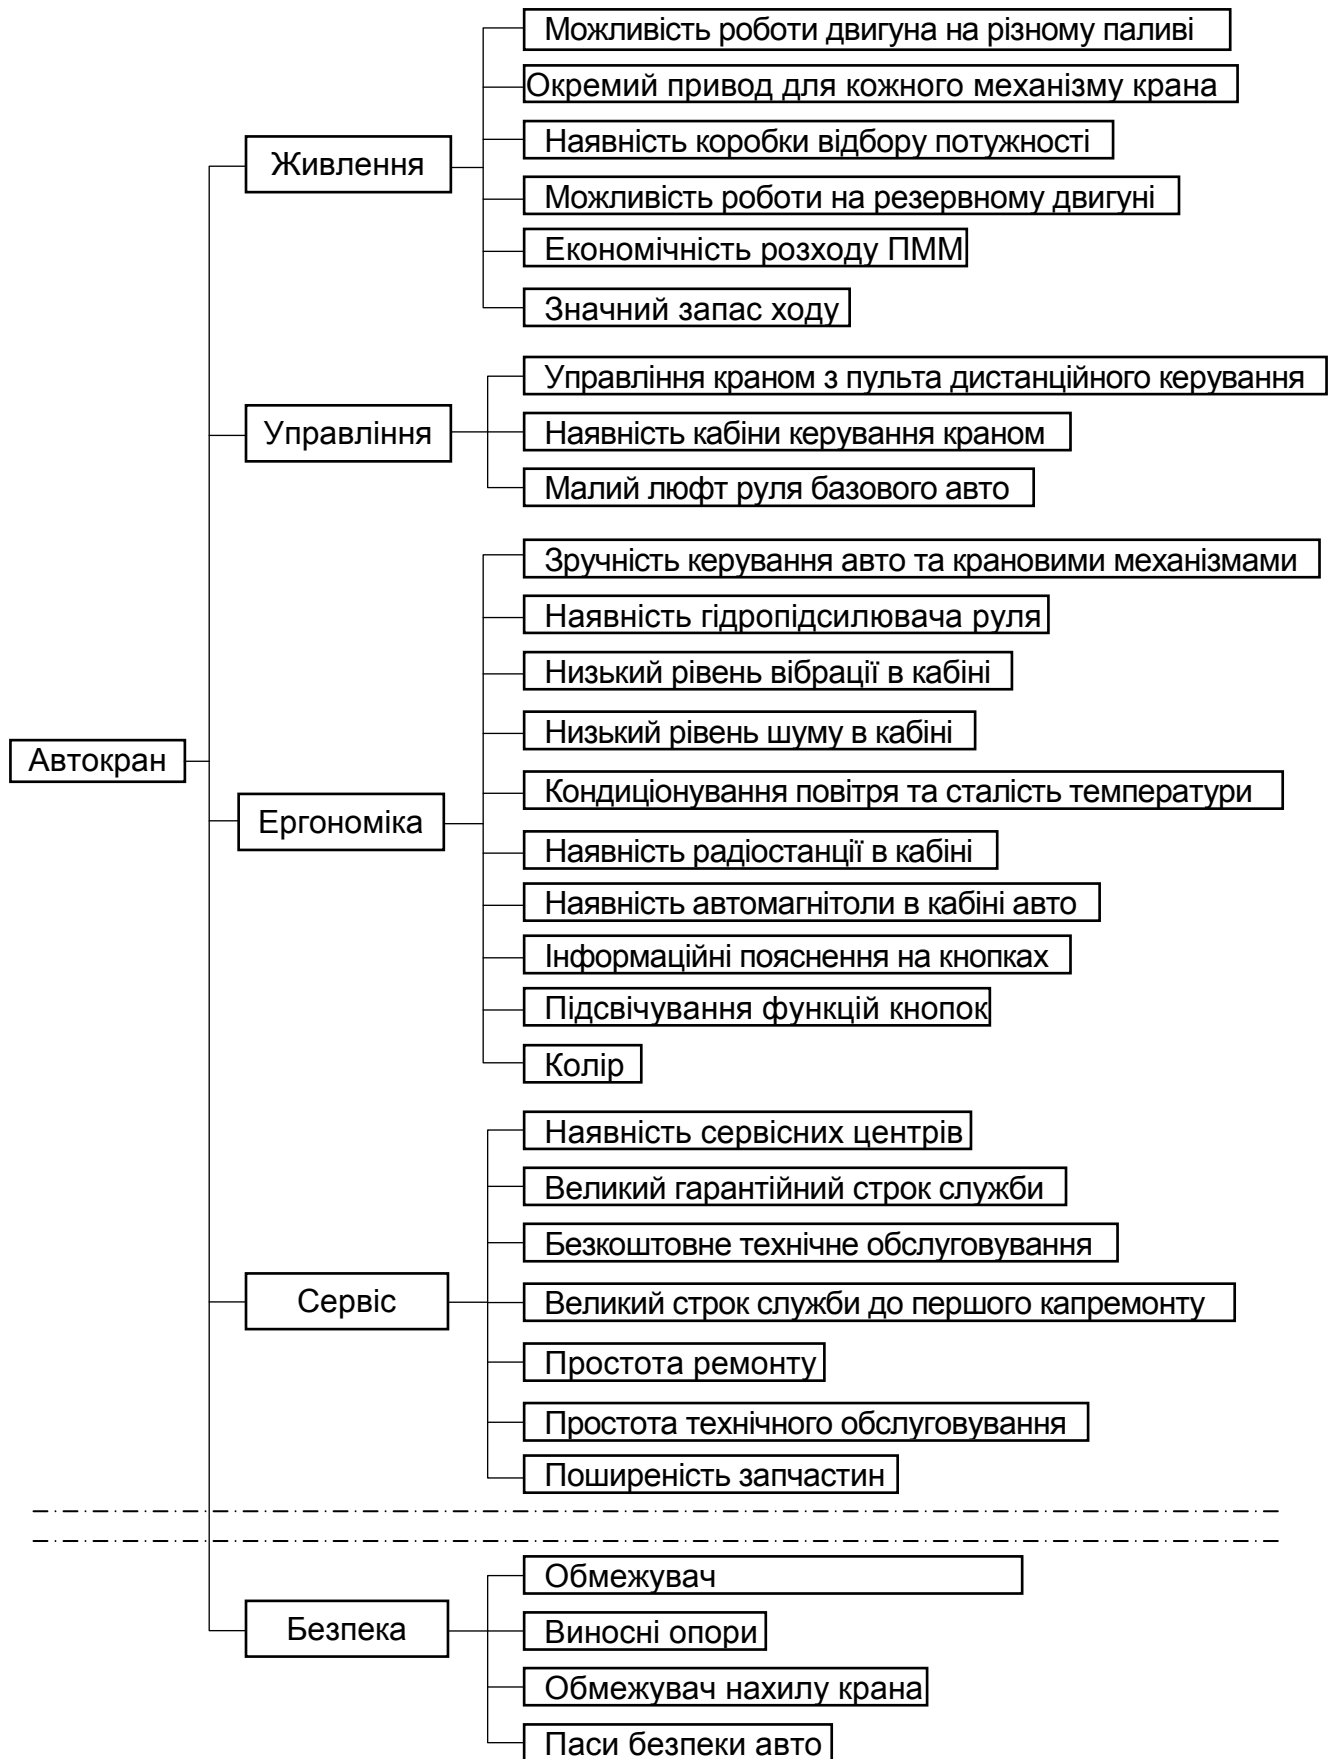 Можливість роботи двигуна на різному паливі
Окремий привод для кожного механізму крана
Живлення
Наявність коробки відбору потужності
Можливість роботи на резервному двигуні
Економічність розходу ПММ
Значний запас ходу
Управління краном з пульта дистанційного керування
Управління
Наявність кабіни керування краном
Малий люфт руля базового авто
Зручність керування авто та крановими механізмами
Наявність гідропідсилювача руля
Низький рівень вібрації в кабіні
Низький рівень шуму в кабіні
Автокран
Кондиціонування повітря та сталість температури
Ергономіка
Наявність радіостанції в кабіні
Наявність автомагнітоли в кабіні авто
Інформаційні пояснення на кнопках
Підсвічування функцій кнопок
Колір
Наявність сервісних центрів
Великий гарантійний строк служби
Безкоштовне технічне обслуговування
Сервіс
Великий строк служби до першого капремонту
Простота ремонту
Простота технічного обслуговування
Поширеність запчастин
Обмежувач
Безпека
Виносні опори
Обмежувач нахилу крана
Паси безпеки авто